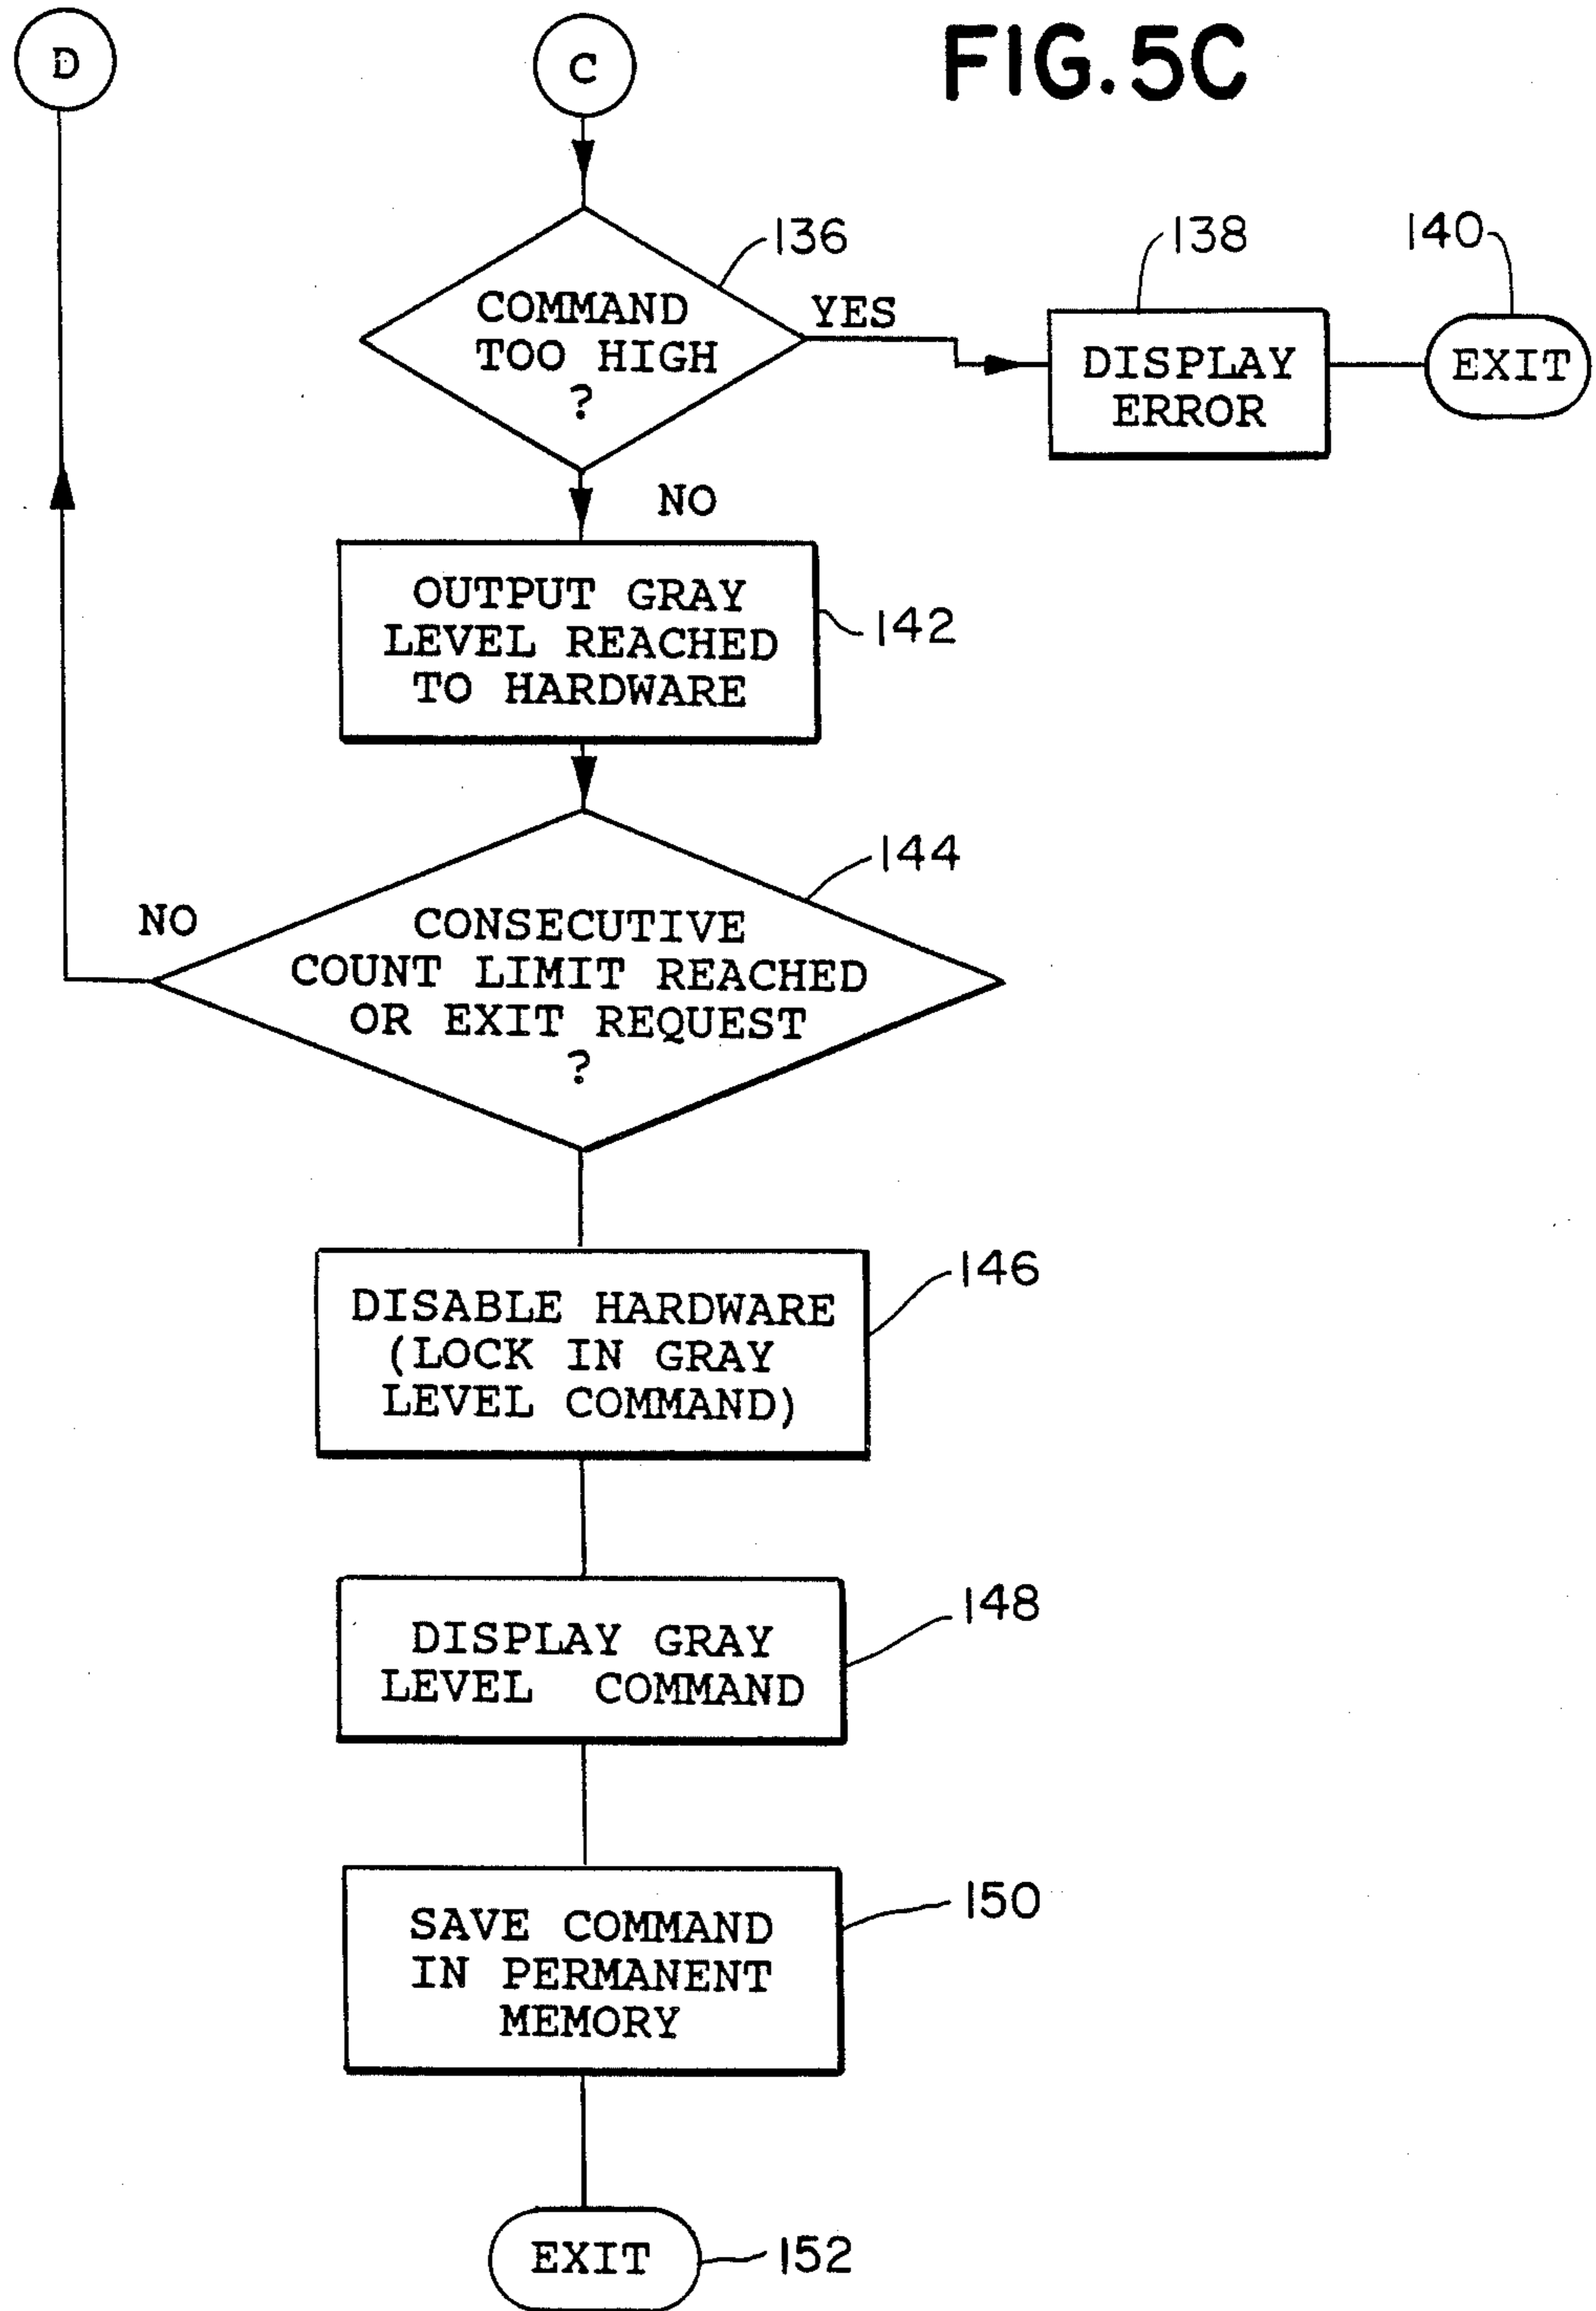 FIG.5C
D
C
136
COMMAND
TOO HIGH
?
YES
138
DISPLAY
ERROR
140
EXIT
NO
OUTPUT GRAY
LEVEL REACHED
TO HARDWARE
142
144
NO
CONSECUTIVE
COUNT LIMIT REACHED
OR EXIT REQUEST
?
146
DISABLE HARDWARE
(LOCK IN GRAY
LEVEL COMMAND)
148
DISPLAY GRAY
LEVEL COMMAND
150
SAVE COMMAND
IN PERMANENT
MEMORY
EXIT
152